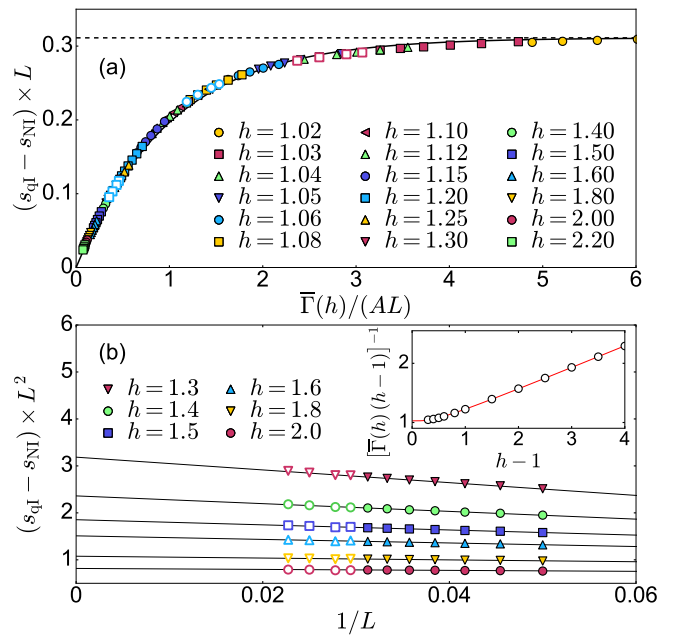 (a)
(s_qI − s_NI) × L
0.3
0.2
0.1
0
h = 1.02
h = 1.03
h = 1.04
h = 1.05
h = 1.06
h = 1.08
h = 1.10
h = 1.12
h = 1.15
h = 1.20
h = 1.25
h = 1.30
h = 1.40
h = 1.50
h = 1.60
h = 1.80
h = 2.00
h = 2.20
0 1 2 3 4 5 6
Γ̅(h)/(AL)
(b)
(s_qI − s_NI) × L²
6
5
4
3
2
1
h = 1.3
h = 1.4
h = 1.5
h = 1.6
h = 1.8
h = 2.0
[Γ̅(h)(h − 1)]⁻¹
2
1
0 1 2 3 4
h − 1
0 0.02 0.04 0.06
1/L